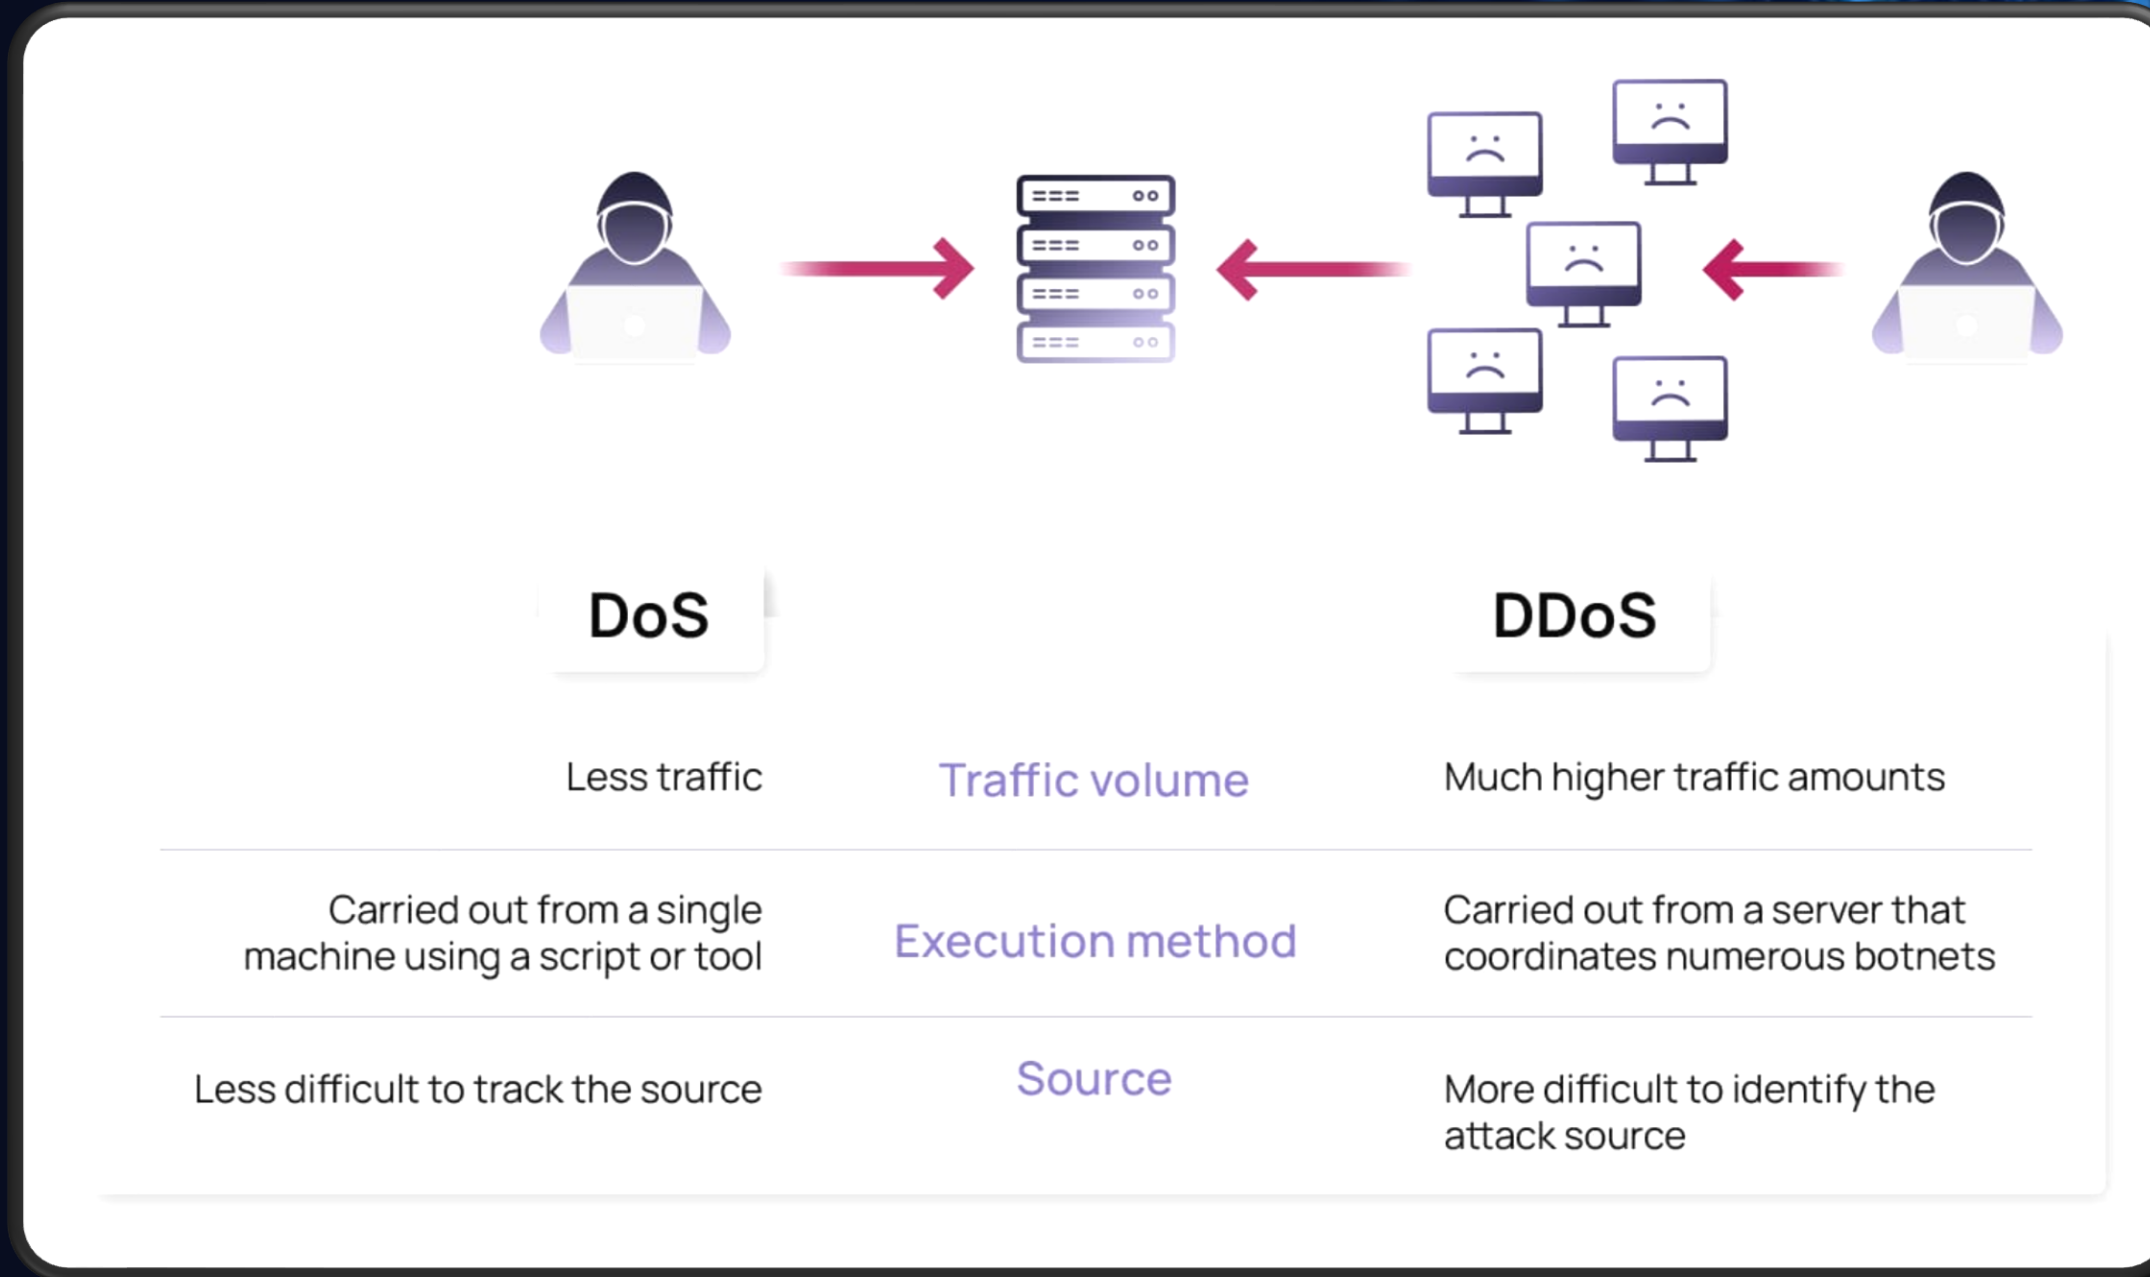 DoS
DDoS
Less traffic
Traffic volume
Much higher traffic amounts
Carried out from a single
machine using a script or tool
Execution method
Carried out from a server that
coordinates numerous botnets
Less difficult to track the source
Source
More difficult to identify the
attack source